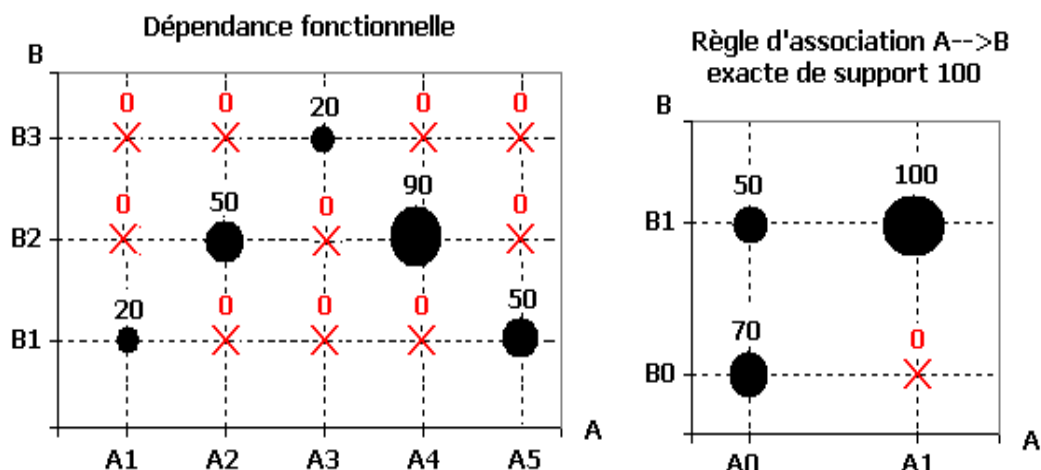 Dépendance fonctionnelle
B
0 0 20 0 0
B3
0 50 0 90 0
B2
20 0 0 0 50
B1
A
A1 A2 A3 A4 A5
Règle d'association A-->B
exacte de support 100
B
50 100
B1
70 0
B0
A
A0 A1